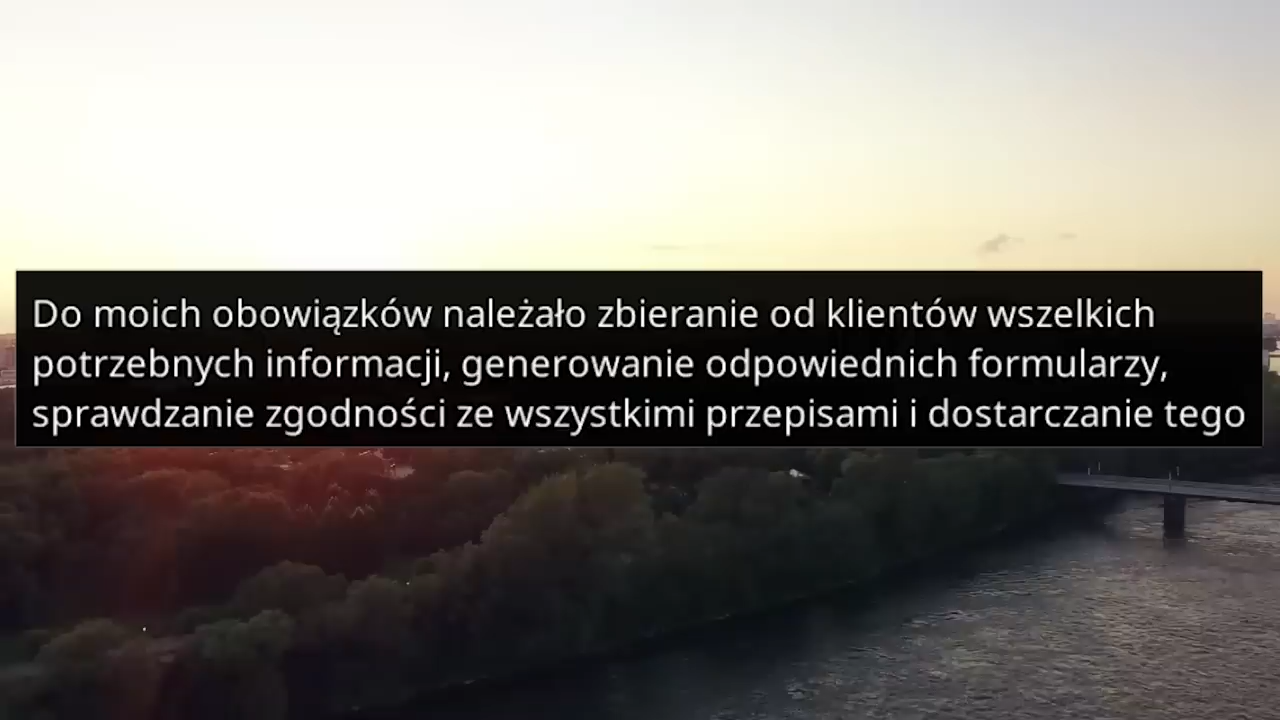 Do moich obowiązków należało zbieranie od klientów wszelkich
potrzebnych informacji, generowanie odpowiednich formularzy,
sprawdzanie zgodności ze wszystkimi przepisami i dostarczanie tego